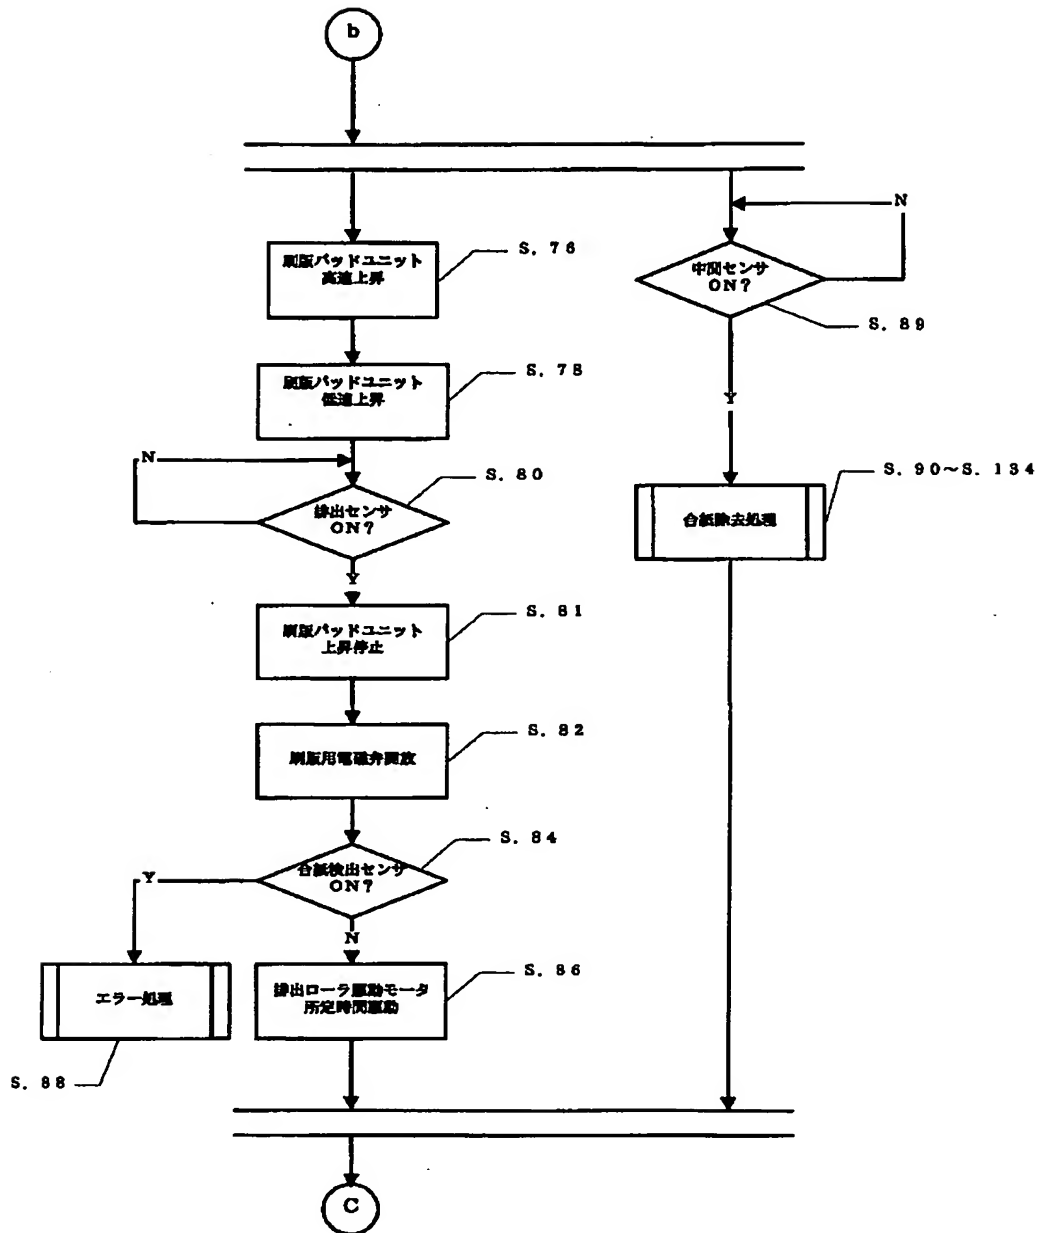 b
刷版パッドユニット
高速上昇
S. 76
N
中間センサ
ON?
S. 89
刷版パッドユニット
低速上昇
S. 78
Y
N
S. 80
排出センサ
ON?
S. 90~S. 134
台紙除去処理
Y
刷版パッドユニット
上昇停止
S. 81
刷版用電磁弁開放
S. 82
S. 84
台紙検出センサ
ON?
Y
N
エラー処理
排出ローラ駆動モータ
所定時間駆動
S. 86
S. 88
C